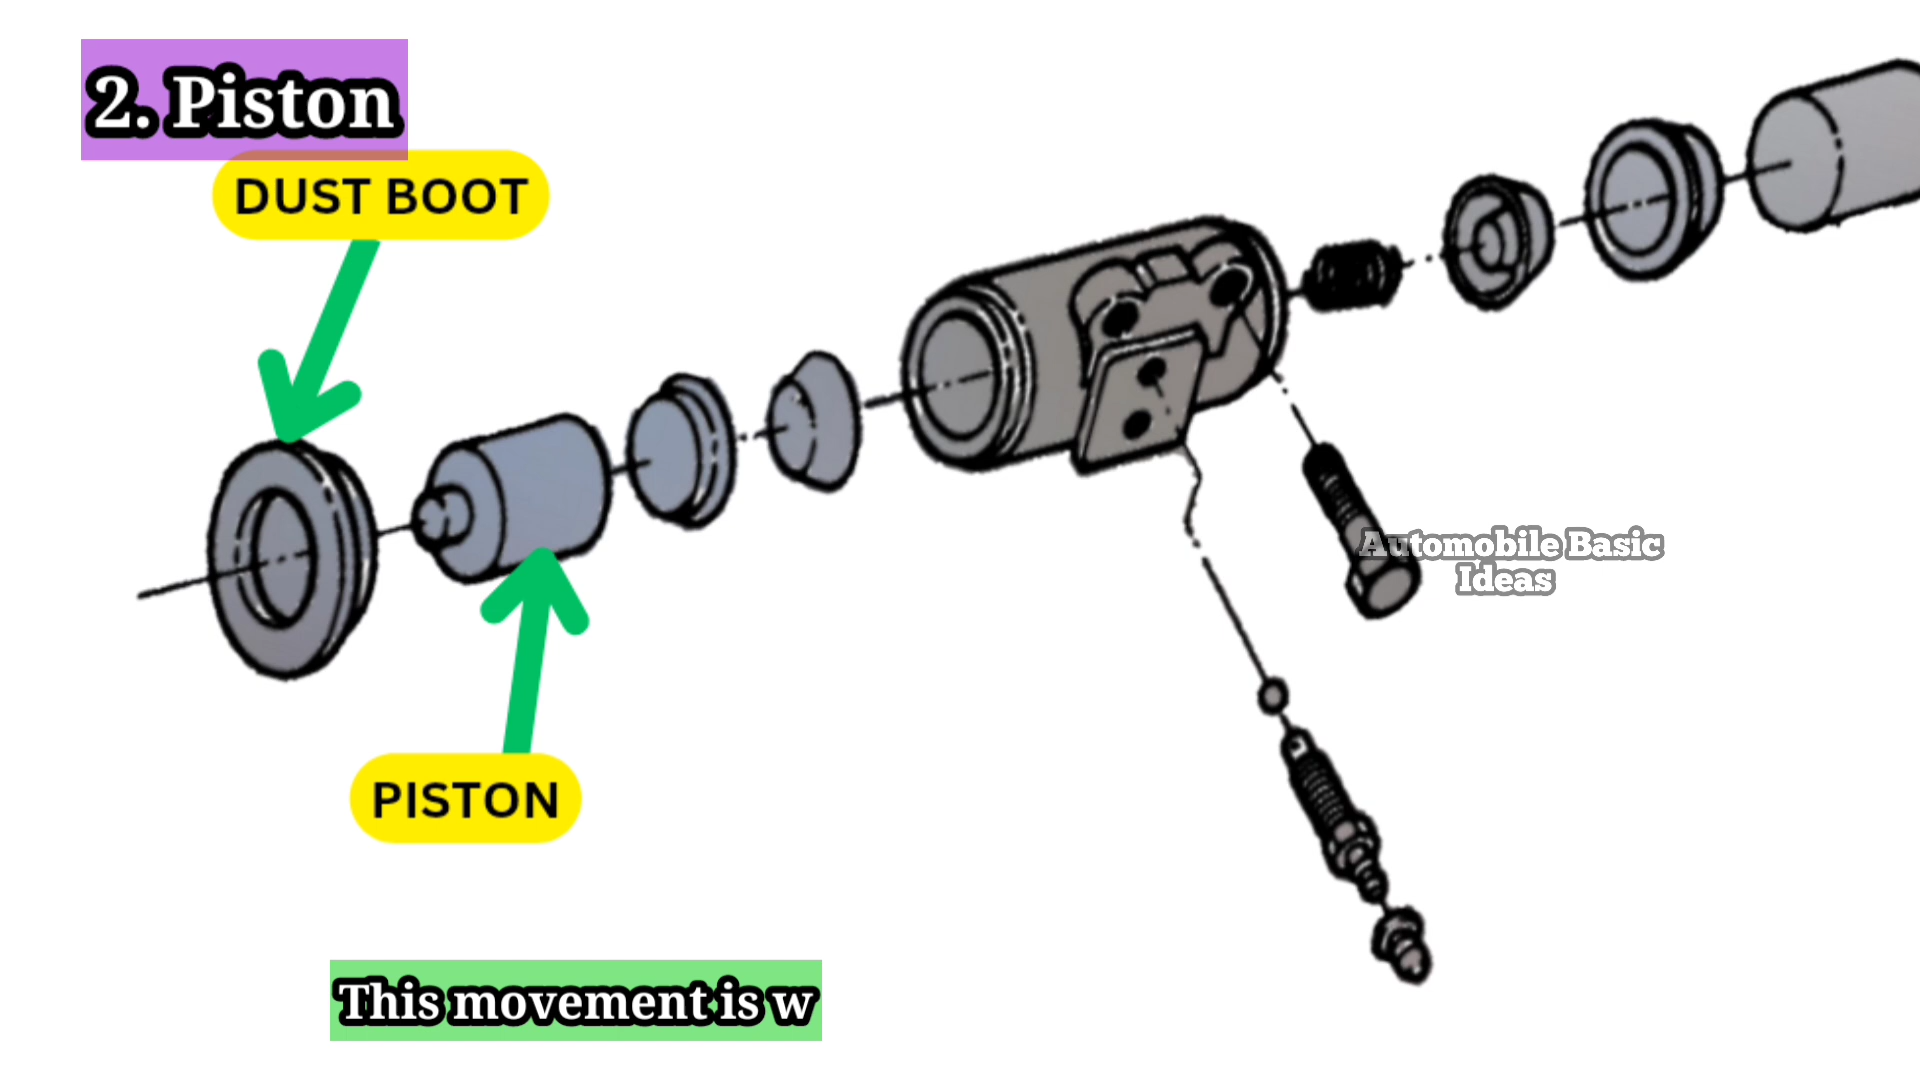 2. Piston
DUST BOOT
Automobile Basic
Ideas
PISTON
This movement is w